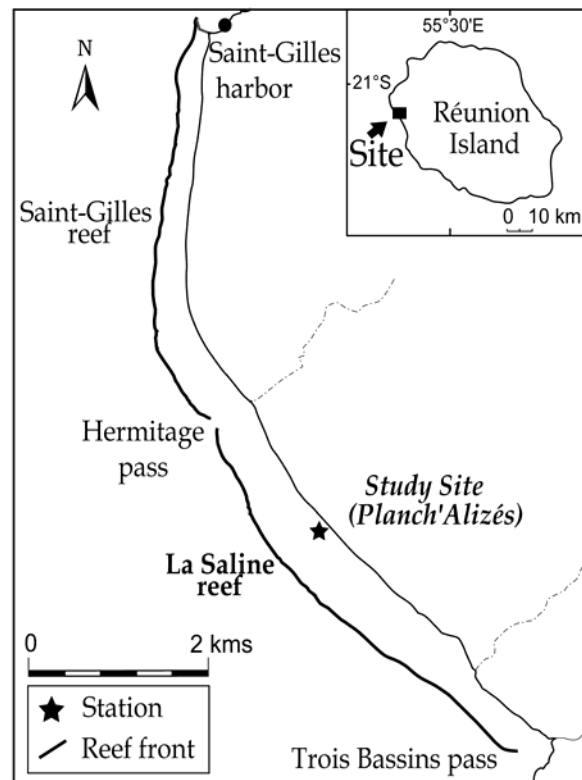 55°30E
21°S
Réunion
Island
Site
0 10 km
N
Saint-Gilles
harbor
Saint-Gilles
reef
Hermitage
pass
Study Site
(Planch'Alizés)
La Saline
reef
0 2 kms
Station
Reef front
Trois Bassins pass